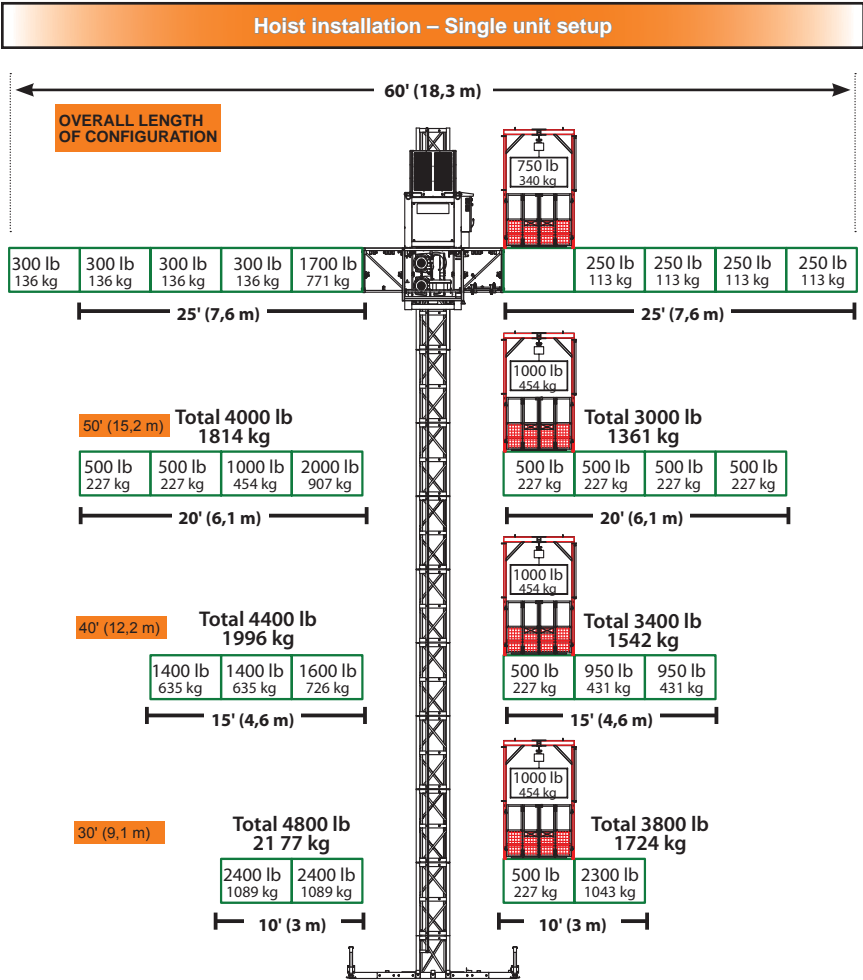 Hoist installation – Single unit setup
60' (18,3 m)
OVERALL LENGTH
OF CONFIGURATION
750 lb
340 kg
300 lb 300 lb 300 lb 300 lb 1700 lb
136 kg 136 kg 136 kg 136 kg 771 kg
250 lb 250 lb 250 lb 250 lb
113 kg 113 kg 113 kg 113 kg
25' (7,6 m)
25' (7,6 m)
1000 lb
454 kg
50' (15,2 m)
Total 4000 lb
1814 kg
Total 3000 lb
1361 kg
500 lb 500 lb 1000 lb 2000 lb
227 kg 227 kg 454 kg 907 kg
500 lb 500 lb 500 lb 500 lb
227 kg 227 kg 227 kg 227 kg
20' (6,1 m)
20' (6,1 m)
1000 lb
454 kg
40' (12,2 m)
Total 4400 lb
1996 kg
Total 3400 lb
1542 kg
1400 lb 1400 lb 1600 lb
635 kg 635 kg 726 kg
500 lb 950 lb 950 lb
227 kg 431 kg 431 kg
15' (4,6 m)
15' (4,6 m)
1000 lb
454 kg
30' (9,1 m)
Total 4800 lb
21 77 kg
Total 3800 lb
1724 kg
2400 lb 2400 lb
1089 kg 1089 kg
500 lb 2300 lb
227 kg 1043 kg
10' (3 m)
10' (3 m)